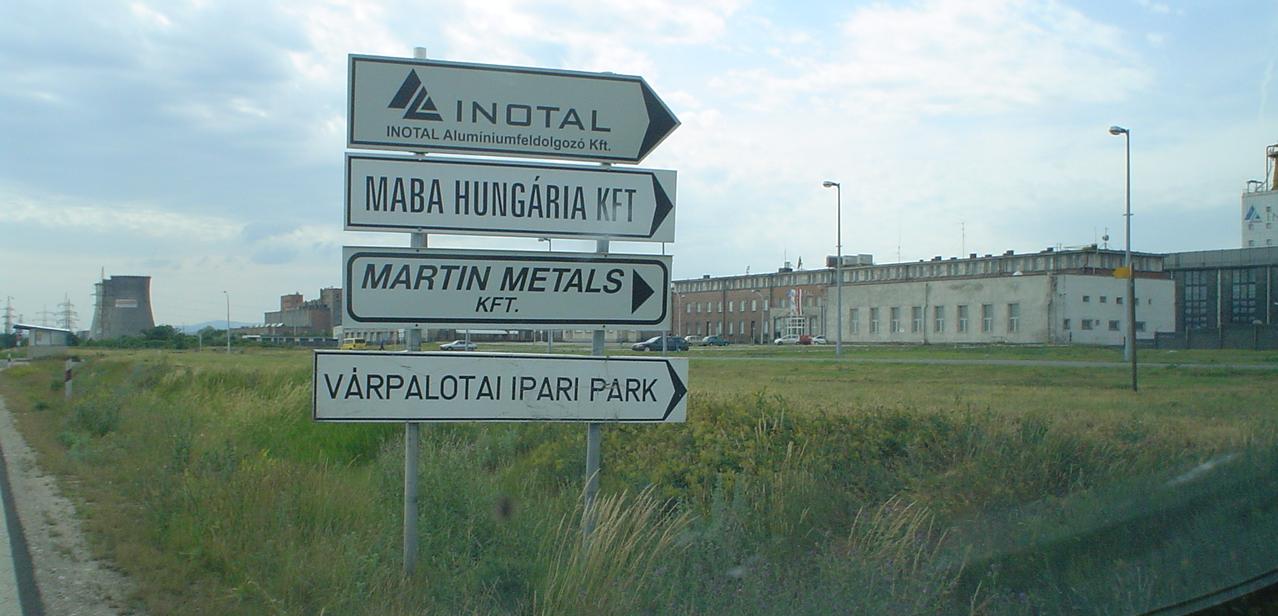 INOTAL
INOTAL Alumíniumfeldolgozó Kft.
MABA HUNGÁRIA KFT
MARTIN METALS
KFT.
VÁRPALOTAI IPARI PARK